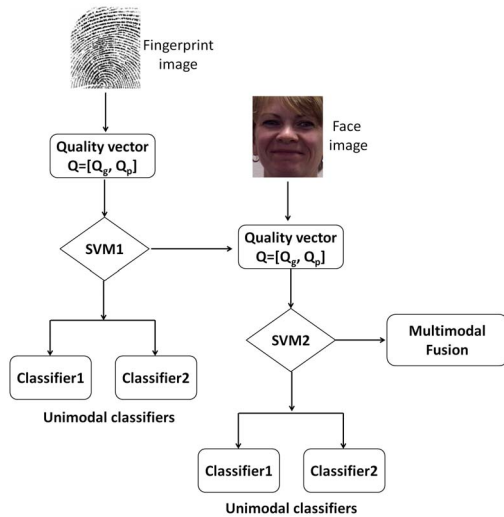 Fingerprint
image
Quality vector
Q=[Qg, Qp]
Face
image
SVM1
Quality vector
Q=[Qg, Qp]
Classifier1
Classifier2
Unimodal classifiers
SVM2
Multimodal
Fusion
Classifier1
Classifier2
Unimodal classifiers